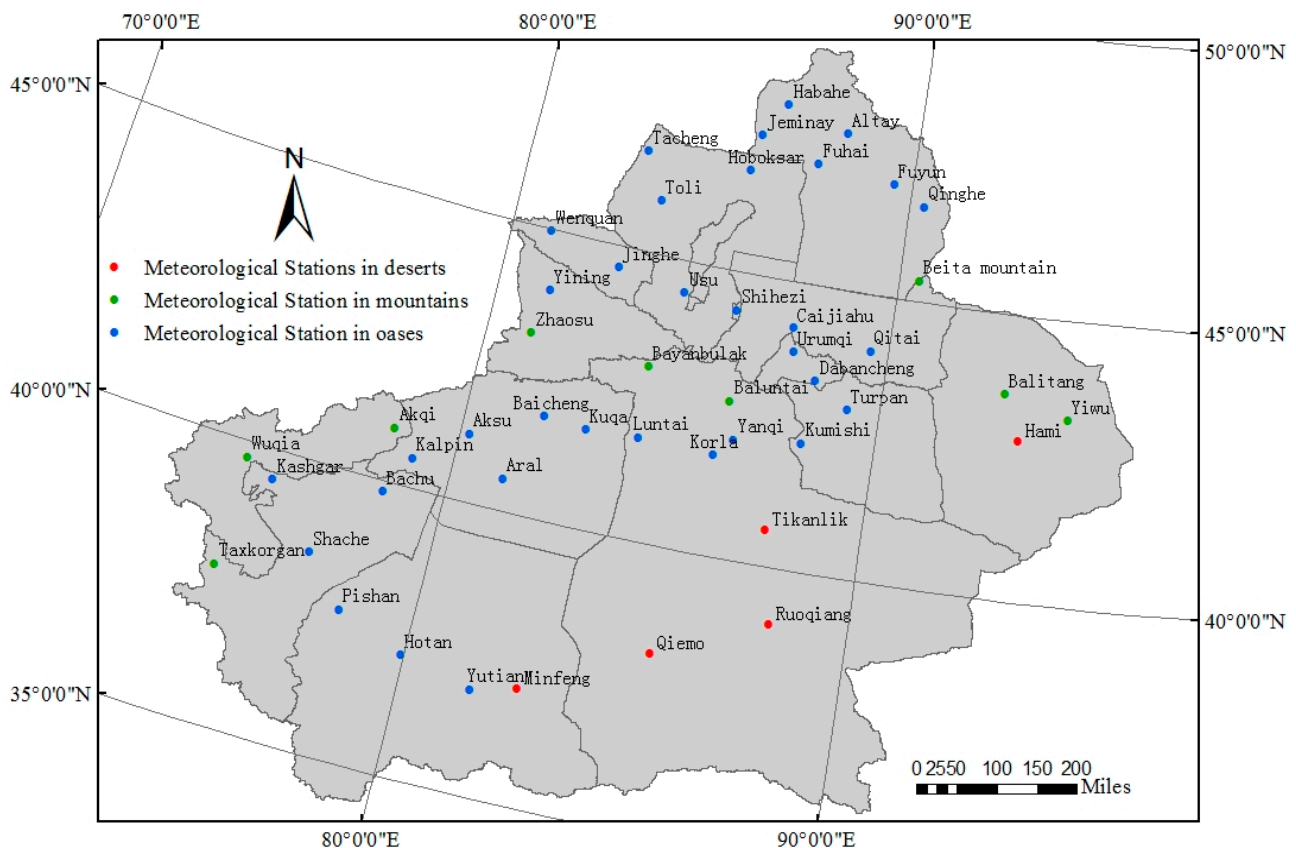 70°0'0"E 80°0'0"E 90°0'0"E
50°0'0"N
45°0'0"N
Habahe
Jeminay Altay
Tacheng
Hoboksar Fuhai
Fuyun
Toli
Qinghe
N
Wenquan
Jinghe
Meteorological Stations in deserts
Beita mountain
Yining
Usu
Meteorological Station in mountains
Shihezi
Caijiahu
Zhaosu
Meteorological Station in oases
Urumqi Qitai
45°0'0"N
Bayanbulak
Dabancheng
40°0'0"N
Baluntai
Balitang
Turpan
Baicheng
Yiwu
Akqi
Aksu
Kuqa
Luntai
Yanqi
Kumishi
Hami
Wuqia
Kalpin
Korla
Kashgar
Aral
Bachu
Tikanlik
Shache
Taxkorgan
Pishan
Ruoqiang
40°0'0"N
Hotan
Qiemo
Yutian
Minfeng
35°0'0"N
0 25 50 100 150 200
Miles
80°0'0"E 90°0'0"E